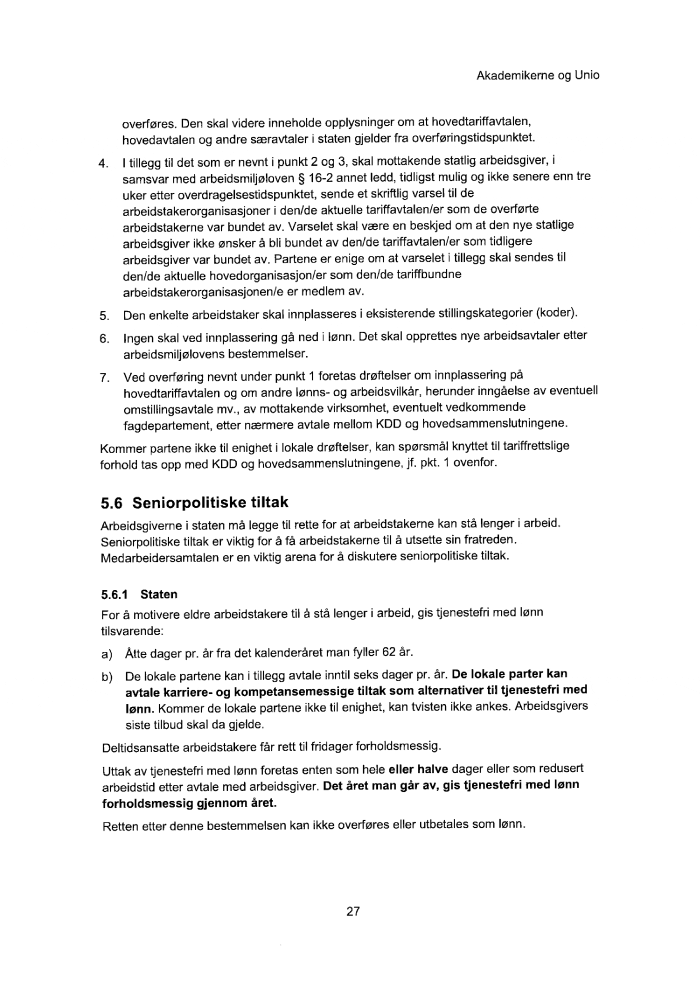 Akademikerne og Unio
overføres. Den skal videre inneholde opplysninger om at hovedtariffavtalen,
hovedavtalen og andre særavtaler i staten gjelder fra overføringstidspunktet.
4. I tillegg til det som er nevnt i punkt 2 og 3, skal mottakende statlig arbeidsgiver, i
samsvar med arbeidsmiljøloven § 16-2 annet ledd, tidligst mulig og ikke senere enn tre
uker etter overdragelsestidspunktet, sende et skriftlig varsel til de
arbeidstakerorganisasjoner i den/de aktuelle tariffavtalen/er som de overførte
arbeidstakerne var bundet av. Varselet skal være en beskjed om at den nye statlige
arbeidsgiver ikke ønsker å bli bundet av den/de tariffavtalen/er som tidligere
arbeidsgiver var bundet av. Partene er enige om at varselet i tillegg skal sendes til
den/de aktuelle hovedorganisasjon/er som den/de tariffbundne
arbeidstakerorganisasjonen/e er medlem av.
5. Den enkelte arbeidstaker skal innplasseres i eksisterende stillingskategorier (koder).
6. Ingen skal ved innplassering gå ned i lønn. Det skal opprettes nye arbeidsavtaler etter
arbeidsmiljølovens bestemmelser.
7. Ved overføring nevnt under punkt 1 foretas drøftelser om innplassering på
hovedtariffavtalen og om andre lønns- og arbeidsvilkår, herunder inngåelse av eventuell
omstillingsavtale mv., av mottakende virksomhet, eventuelt vedkommende
fagdepartement, etter nærmere avtale mellom KDD og hovedsammenslutningene.
Kommer partene ikke til enighet i lokale drøftelser, kan spørsmål knyttet til tariffrettslige
forhold tas opp med KDD og hovedsammenslutningene, jf. pkt. 1 ovenfor.
5.6 Seniorpolitiske tiltak
Arbeidsgiverne i staten må legge til rette for at arbeidstakerne kan stå lenger i arbeid.
Seniorpolitiske tiltak er viktig for å få arbeidstakerne til å utsette sin fratreden.
Medarbeidersamtalen er en viktig arena for å diskutere seniorpolitiske tiltak.
5.6.1 Staten
For å motivere eldre arbeidstakere til å stå lenger i arbeid, gis tjenestefri med lønn
tilsvarende:
a) Åtte dager pr. år fra det kalenderåret man fyller 62 år.
b) De lokale partene kan i tillegg avtale inntil seks dager pr. år. De lokale parter kan
avtale karriere- og kompetansemessige tiltak som alternativer til tjenestefri med
lønn. Kommer de lokale partene ikke til enighet, kan tvisten ikke ankes. Arbeidsgivers
siste tilbud skal da gjelde.
Deltidsansatte arbeidstakere får rett til fridager forholdsmessig.
Uttak av tjenestefri med lønn foretas enten som hele eller halve dager eller som redusert
arbeidstid etter avtale med arbeidsgiver. Det året man går av, gis tjenestefri med lønn
forholdsmessig gjennom året.
Retten etter denne bestemmelsen kan ikke overføres eller utbetales som lønn.
27